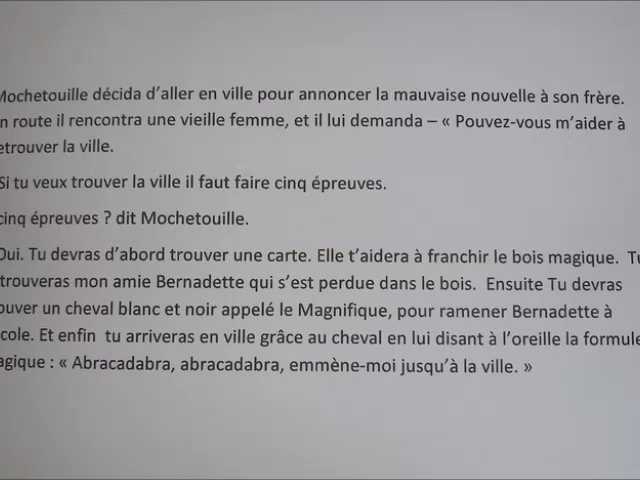 Mochetouille décida d'aller en ville pour annoncer la mauvaise nouvelle à son frère.
n route il rencontra une vieille femme, et il lui demanda – « Pouvez-vous m'aider à
etrouver la ville.
Si tu veux trouver la ville il faut faire cinq épreuves.
cinq épreuves ? dit Mochetouille.
Oui. Tu devras d'abord trouver une carte. Elle t'aidera à franchir le bois magique. Tu
trouveras mon amie Bernadette qui s'est perdue dans le bois. Ensuite Tu devras
ouver un cheval blanc et noir appelé le Magnifique, pour ramener Bernadette à
cole. Et enfin tu arriveras en ville grâce au cheval en lui disant à l'oreille la formule
agique : « Abracadabra, abracadabra, emmène-moi jusqu'à la ville. »